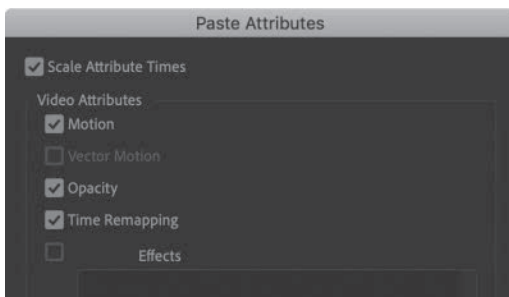 Paste Attributes
Scale Attribute Times
Video Attributes
Motion
Vector Motion
Opacity
Time Remapping
Effects